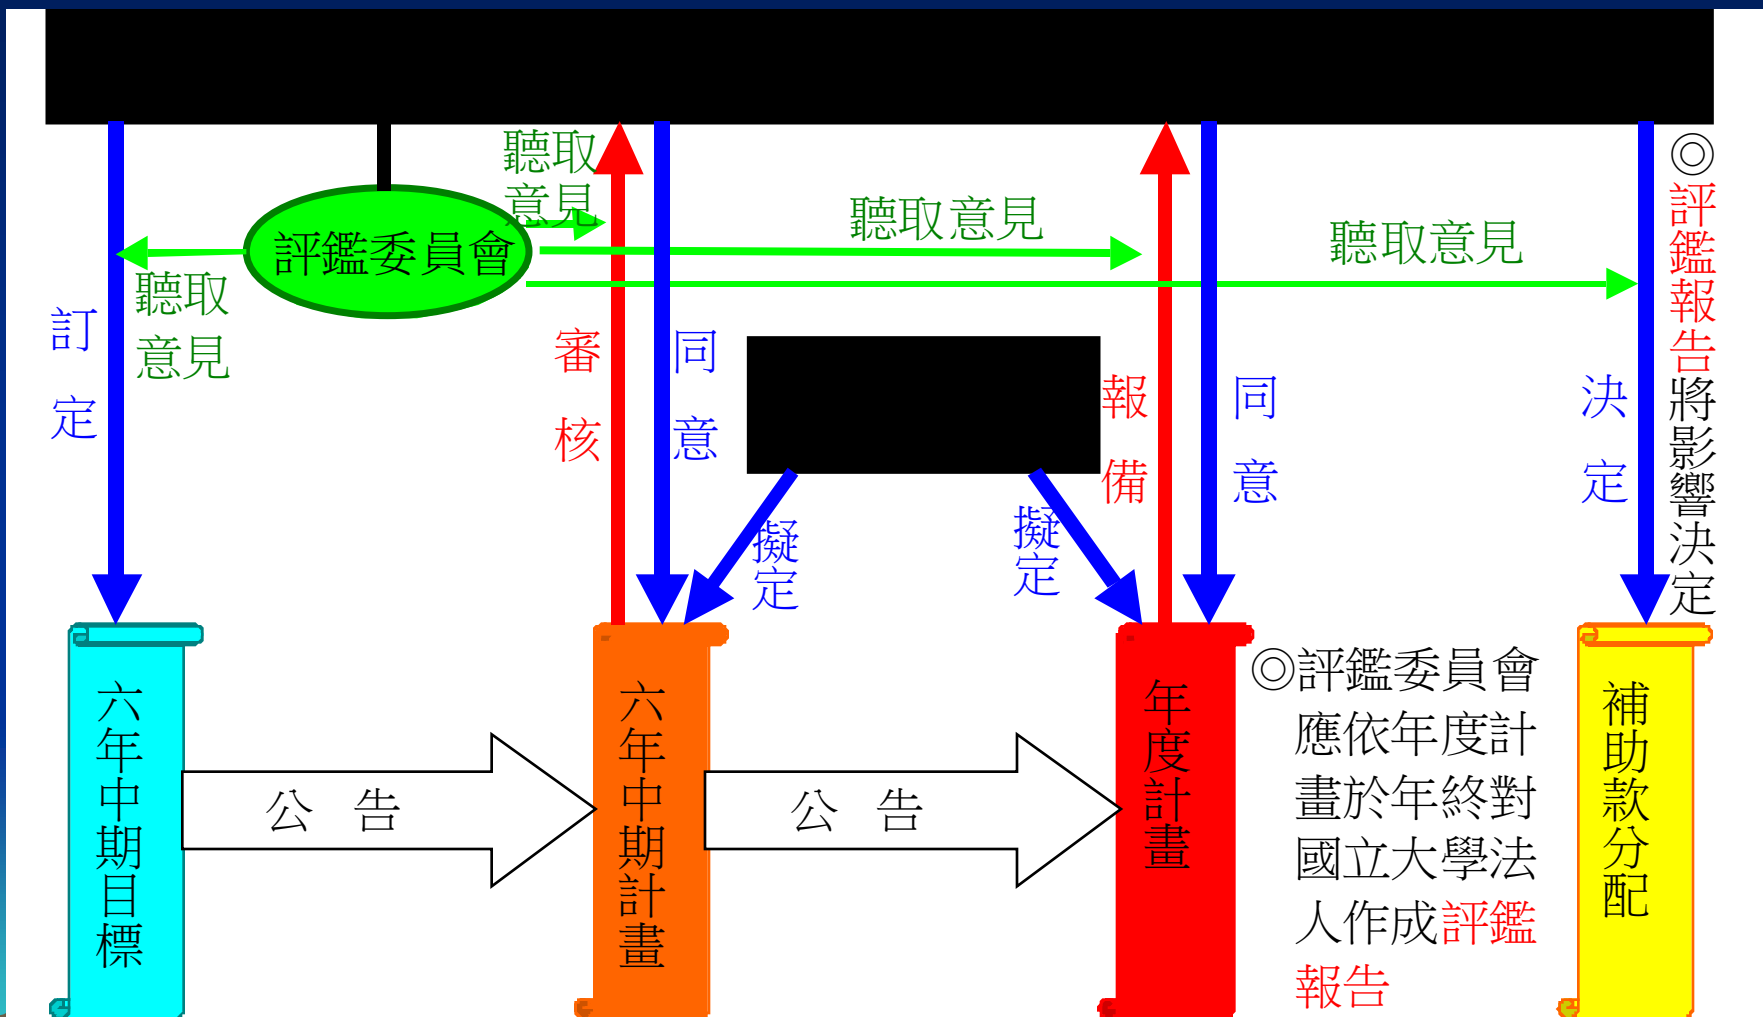 聽取
意見
評鑑委員會
聽取意見
聽取意見
聽取
意見
訂定
審核
同意
報備
同意
決定
◎評鑑報告將影響決定
擬定
擬定
六年中期目標
公告
六年中期計畫
公告
年度計畫
◎評鑑委員會
應依年度計
畫於年終對
國立大學法
人作成評鑑
報告
補助款分配